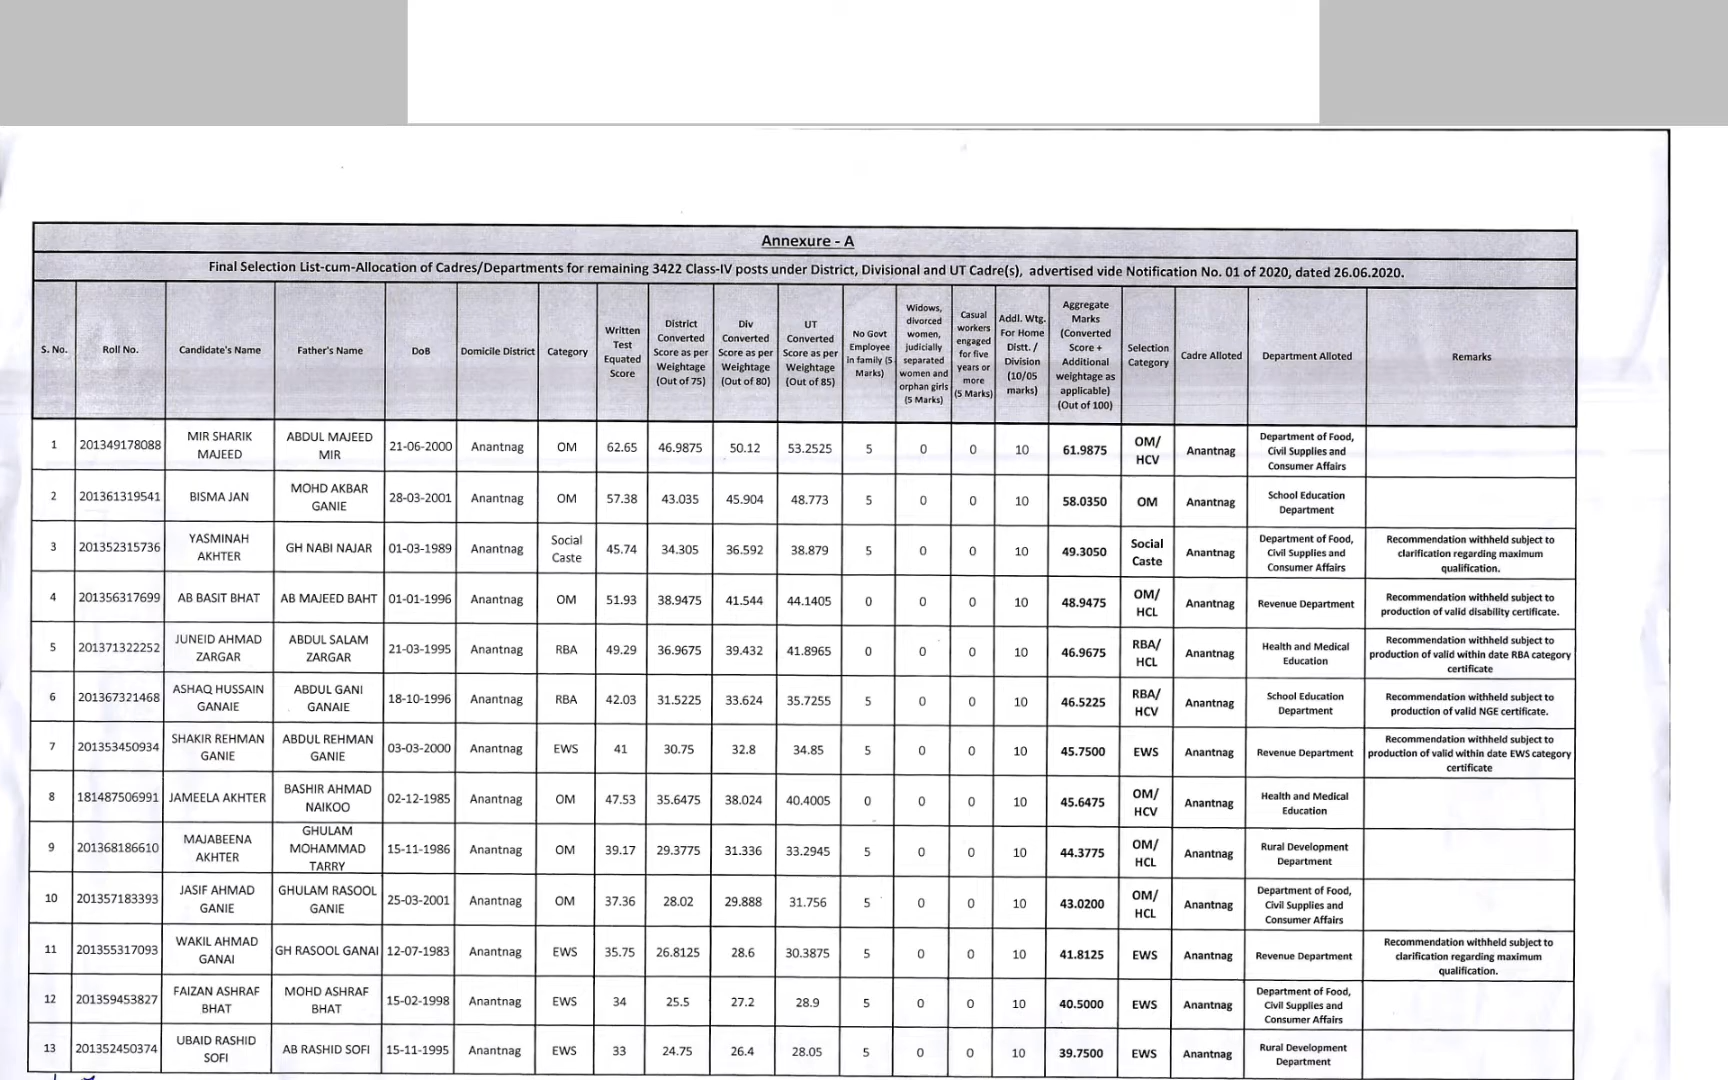 Annexure - A
Final Selection List-cum-Allocation of Cadres/Departments for remaining 3422 Class-IV posts under District, Divisional and UT Cadre(s), advertised vide Notification No. 01 of 2020, dated 26.06.2020.
S. No. | Roll No. | Candidate's Name | Father's Name | DoB | Domicile District | Category | Written Test Equated Score | District Converted Score as per Weightage (Out of 75) | Div Converted Score as per Weightage (Out of 80) | UT Converted Score as per Weightage (Out of 85) | No Govt Employee in family (5 Marks) | Widows, divorced women, judicially separated women and orphan girls (5 Marks) | Casual workers engaged for five years or more (5 Marks) | Addl. Wtg. For Home Distt. / Division (10/05 marks) | Aggregate Marks (Converted Score + Additional weightage as applicable) (Out of 100) | Selection Category | Cadre Alloted | Department Alloted | Remarks
1 | 201349178088 | MIR SHARIK MAJEED | ABDUL MAJEED MIR | 21-06-2000 | Anantnag | OM | 62.65 | 46.9875 | 50.12 | 53.2525 | 5 | 0 | 0 | 10 | 61.9875 | OM/ HCV | Anantnag | Department of Food, Civil Supplies and Consumer Affairs
2 | 201361319541 | BISMA JAN | MOHD AKBAR GANIE | 28-03-2001 | Anantnag | OM | 57.38 | 43.035 | 45.904 | 48.773 | 5 | 0 | 0 | 10 | 58.0350 | OM | Anantnag | School Education Department
3 | 201352315736 | YASMINAH AKHTER | GH NABI NAJAR | 01-03-1989 | Anantnag | Social Caste | 45.74 | 34.305 | 36.592 | 38.879 | 5 | 0 | 0 | 10 | 49.3050 | Social Caste | Anantnag | Department of Food, Civil Supplies and Consumer Affairs | Recommendation withheld subject to clarification regarding maximum qualification.
4 | 201356317699 | AB BASIT BHAT | AB MAJEED BAHT | 01-01-1996 | Anantnag | OM | 51.93 | 38.9475 | 41.544 | 44.1405 | 0 | 0 | 0 | 10 | 48.9475 | OM/ HCL | Anantnag | Revenue Department | Recommendation withheld subject to production of valid disability certificate.
5 | 201371322252 | JUNEID AHMAD ZARGAR | ABDUL SALAM ZARGAR | 21-03-1995 | Anantnag | RBA | 49.29 | 36.9675 | 39.432 | 41.8965 | 0 | 0 | 0 | 10 | 46.9675 | RBA/ HCL | Anantnag | Health and Medical Education | Recommendation withheld subject to production of valid within date RBA category certificate
6 | 201367321468 | ASHAQ HUSSAIN GANAIE | ABDUL GANI GANAIE | 18-10-1996 | Anantnag | RBA | 42.03 | 31.5225 | 33.624 | 35.7255 | 5 | 0 | 0 | 10 | 46.5225 | RBA/ HCV | Anantnag | School Education Department | Recommendation withheld subject to production of valid NGE certificate.
7 | 201353450934 | SHAKIR REHMAN GANIE | ABDUL REHMAN GANIE | 03-03-2000 | Anantnag | EWS | 41 | 30.75 | 32.8 | 34.85 | 5 | 0 | 0 | 10 | 45.7500 | EWS | Anantnag | Revenue Department | Recommendation withheld subject to production of valid within date EWS category certificate
8 | 181487506991 | JAMEELA AKHTER | BASHIR AHMAD NAIKOO | 02-12-1985 | Anantnag | OM | 47.53 | 35.6475 | 38.024 | 40.4005 | 0 | 0 | 0 | 10 | 45.6475 | OM/ HCV | Anantnag | Health and Medical Education
9 | 201368186610 | MAJABEENA AKHTER | GHULAM MOHAMMAD TARRY | 15-11-1986 | Anantnag | OM | 39.17 | 29.3775 | 31.336 | 33.2945 | 5 | 0 | 0 | 10 | 44.3775 | OM/ HCL | Anantnag | Rural Development Department
10 | 201357183393 | JASIF AHMAD GANIE | GHULAM RASOOL GANIE | 25-03-2001 | Anantnag | OM | 37.36 | 28.02 | 29.888 | 31.756 | 5 | 0 | 0 | 10 | 43.0200 | OM/ HCL | Anantnag | Department of Food, Civil Supplies and Consumer Affairs
11 | 201355317093 | WAKIL AHMAD GANAI | GH RASOOL GANAI | 12-07-1983 | Anantnag | EWS | 35.75 | 26.8125 | 28.6 | 30.3875 | 5 | 0 | 0 | 10 | 41.8125 | EWS | Anantnag | Revenue Department | Recommendation withheld subject to clarification regarding maximum qualification.
12 | 201359453827 | FAIZAN ASHRAF BHAT | MOHD ASHRAF BHAT | 15-02-1998 | Anantnag | EWS | 34 | 25.5 | 27.2 | 28.9 | 5 | 0 | 0 | 10 | 40.5000 | EWS | Anantnag | Department of Food, Civil Supplies and Consumer Affairs
13 | 201352450374 | UBAID RASHID SOFI | AB RASHID SOFI | 15-11-1995 | Anantnag | EWS | 33 | 24.75 | 26.4 | 28.05 | 5 | 0 | 0 | 10 | 39.7500 | EWS | Anantnag | Rural Development Department